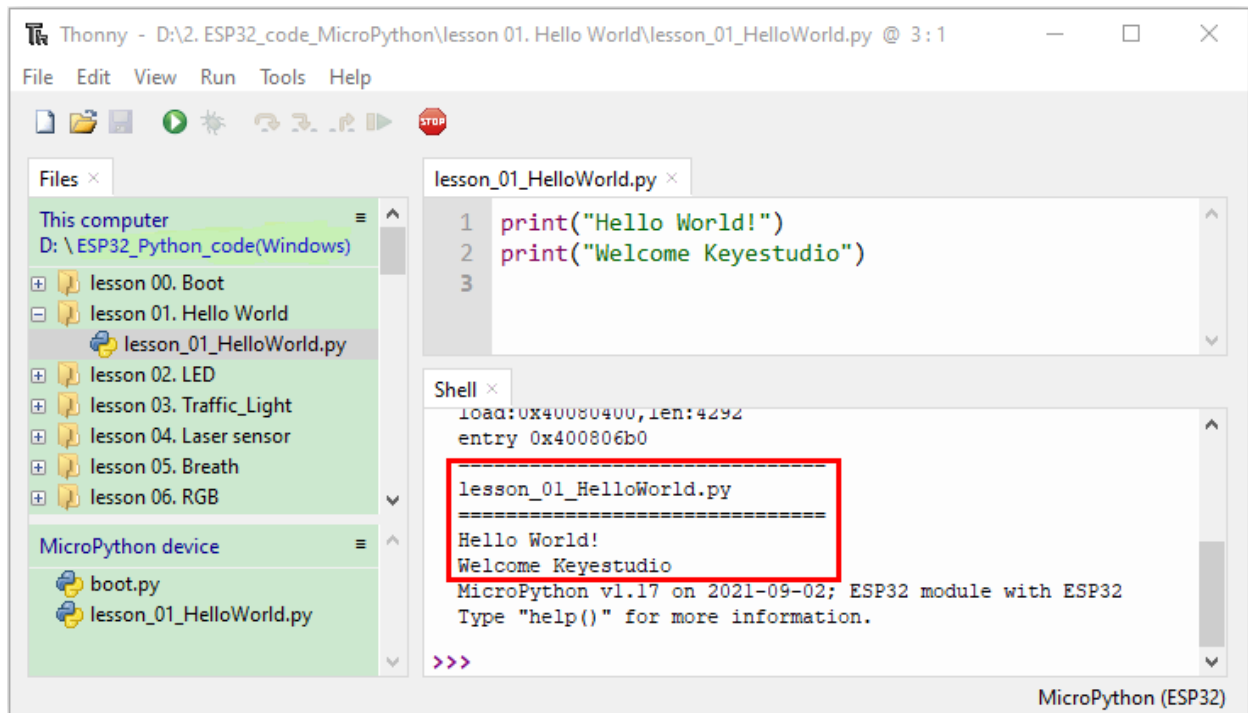 Thonny - D:\2. ESP32_code_MicroPython\lesson 01. Hello World\lesson_01_HelloWorld.py @ 3 : 1
File Edit View Run Tools Help
STOP
Files
This computer
D: \ ESP32_Python_code(Windows)
lesson 00. Boot
lesson 01. Hello World
lesson_01_HelloWorld.py
lesson 02. LED
lesson 03. Traffic_Light
lesson 04. Laser sensor
lesson 05. Breath
lesson 06. RGB
MicroPython device
boot.py
lesson_01_HelloWorld.py
lesson_01_HelloWorld.py
1 print("Hello World!")
2 print("Welcome Keyestudio")
3
Shell
load:0x40080400,len:4292
entry 0x400806b0
================================
lesson_01_HelloWorld.py
================================
Hello World!
Welcome Keyestudio
MicroPython v1.17 on 2021-09-02; ESP32 module with ESP32
Type "help()" for more information.
>>>
MicroPython (ESP32)